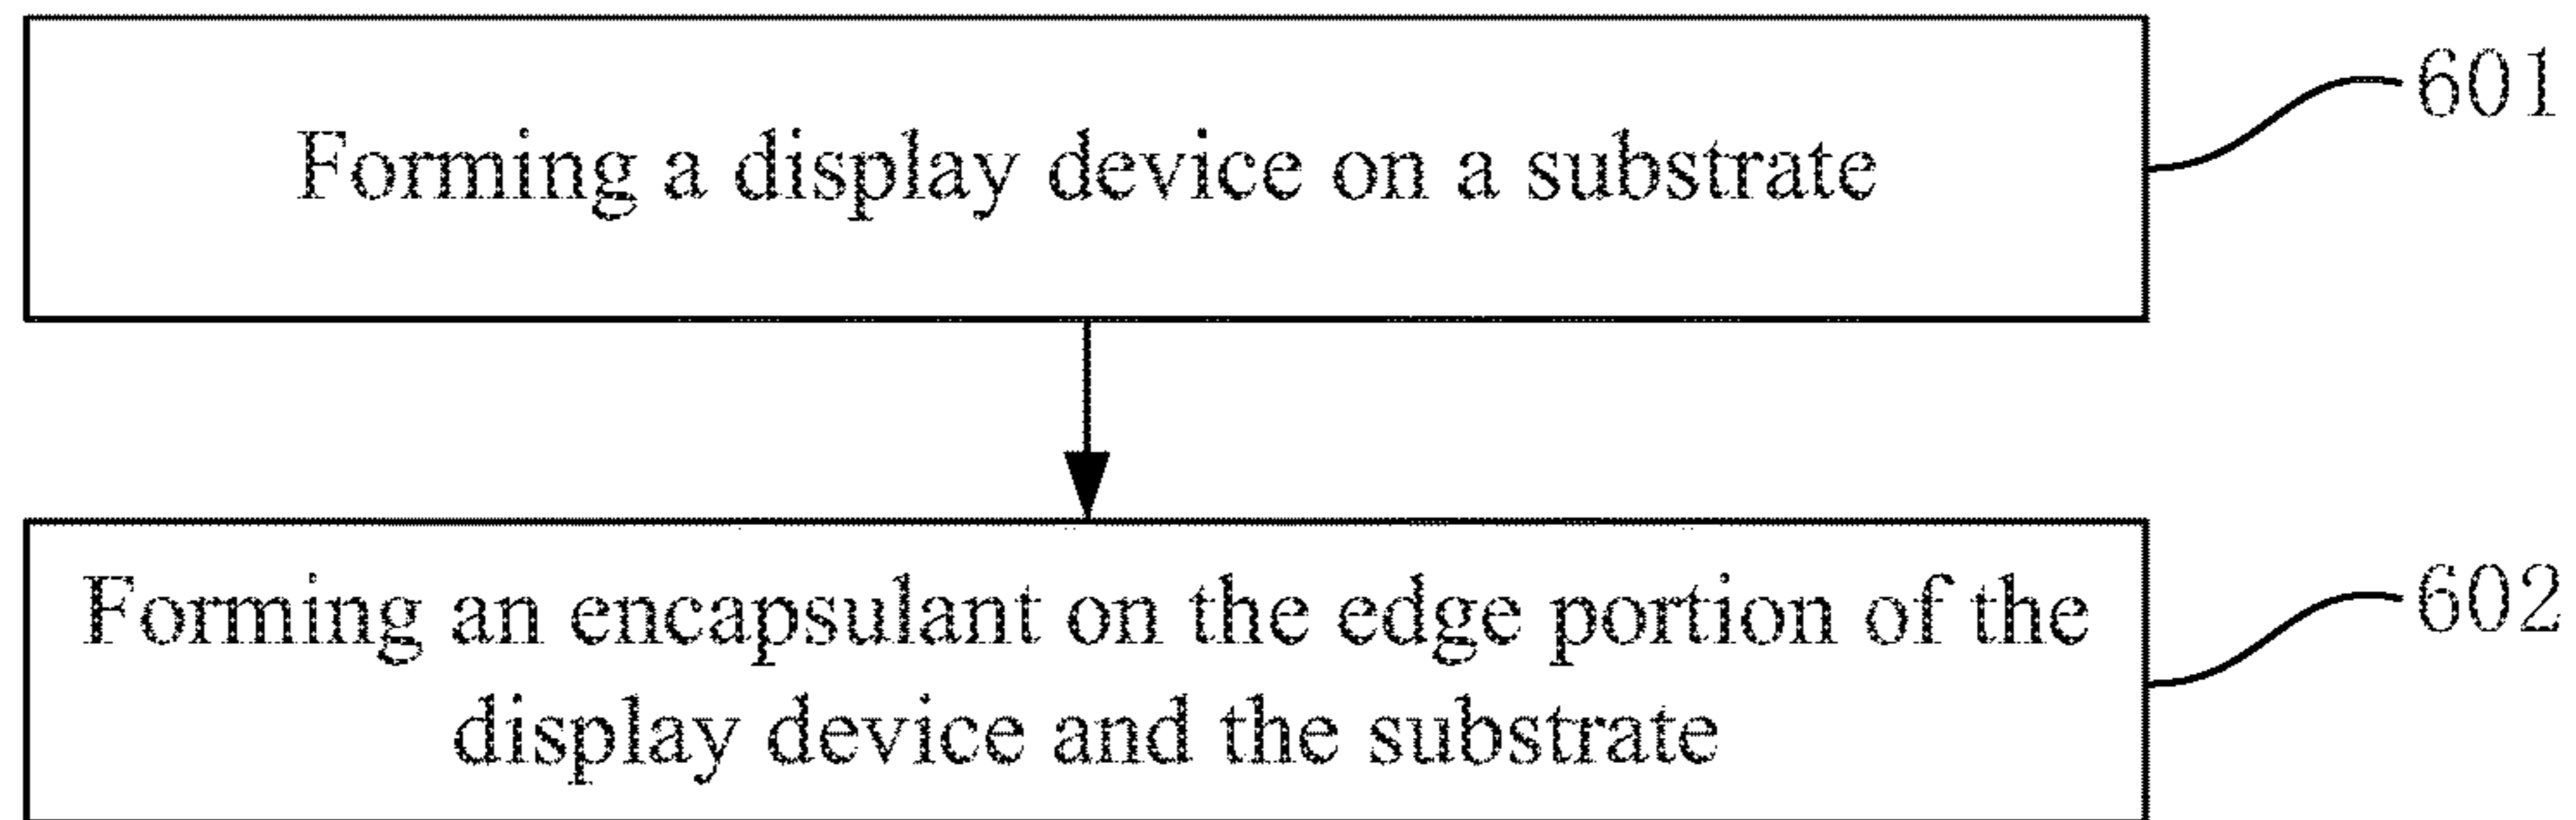 Forming a display device on a substrate
601
Forming an encapsulant on the edge portion of the
display device and the substrate
602